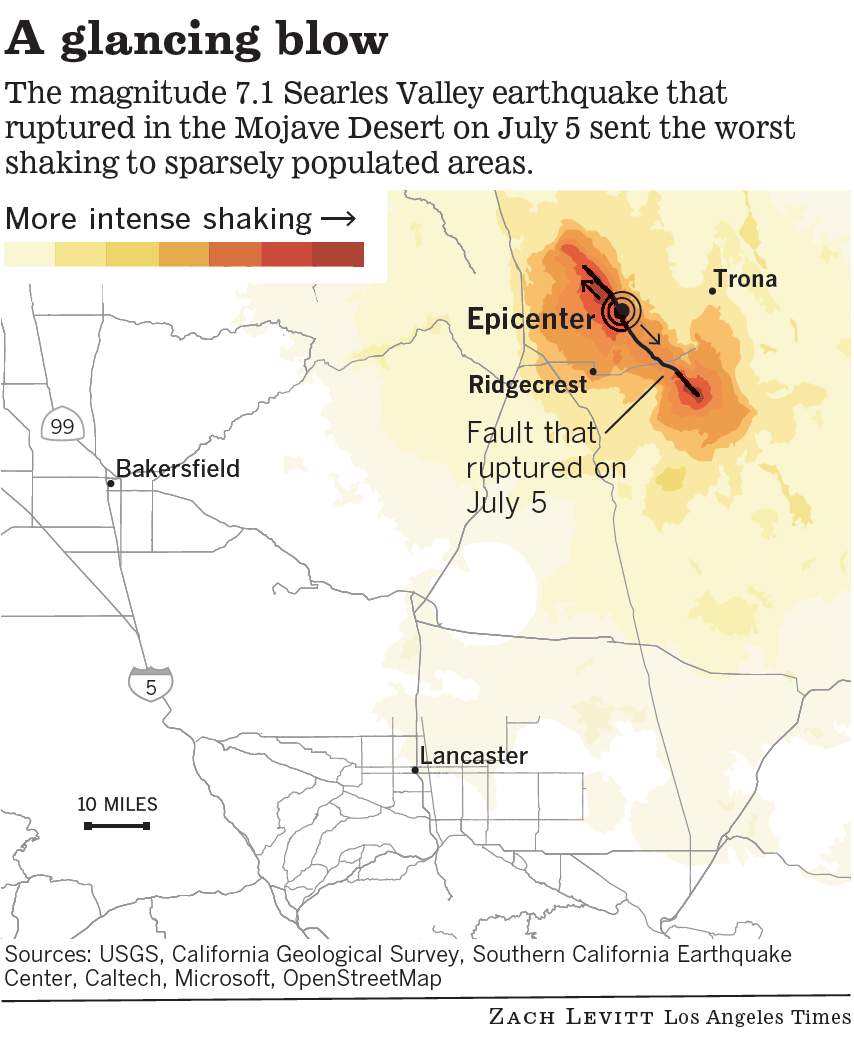 A glancing blow
The magnitude 7.1 Searles Valley earthquake that
ruptured in the Mojave Desert on July 5 sent the worst
shaking to sparsely populated areas.
More intense shaking →
Trona
Epicenter
Ridgecrest
99
Fault that
ruptured on
July 5
Bakersfield
5
Lancaster
10 MILES
Sources: USGS, California Geological Survey, Southern California Earthquake
Center, Caltech, Microsoft, OpenStreetMap
ZACH LEVITT Los Angeles Times